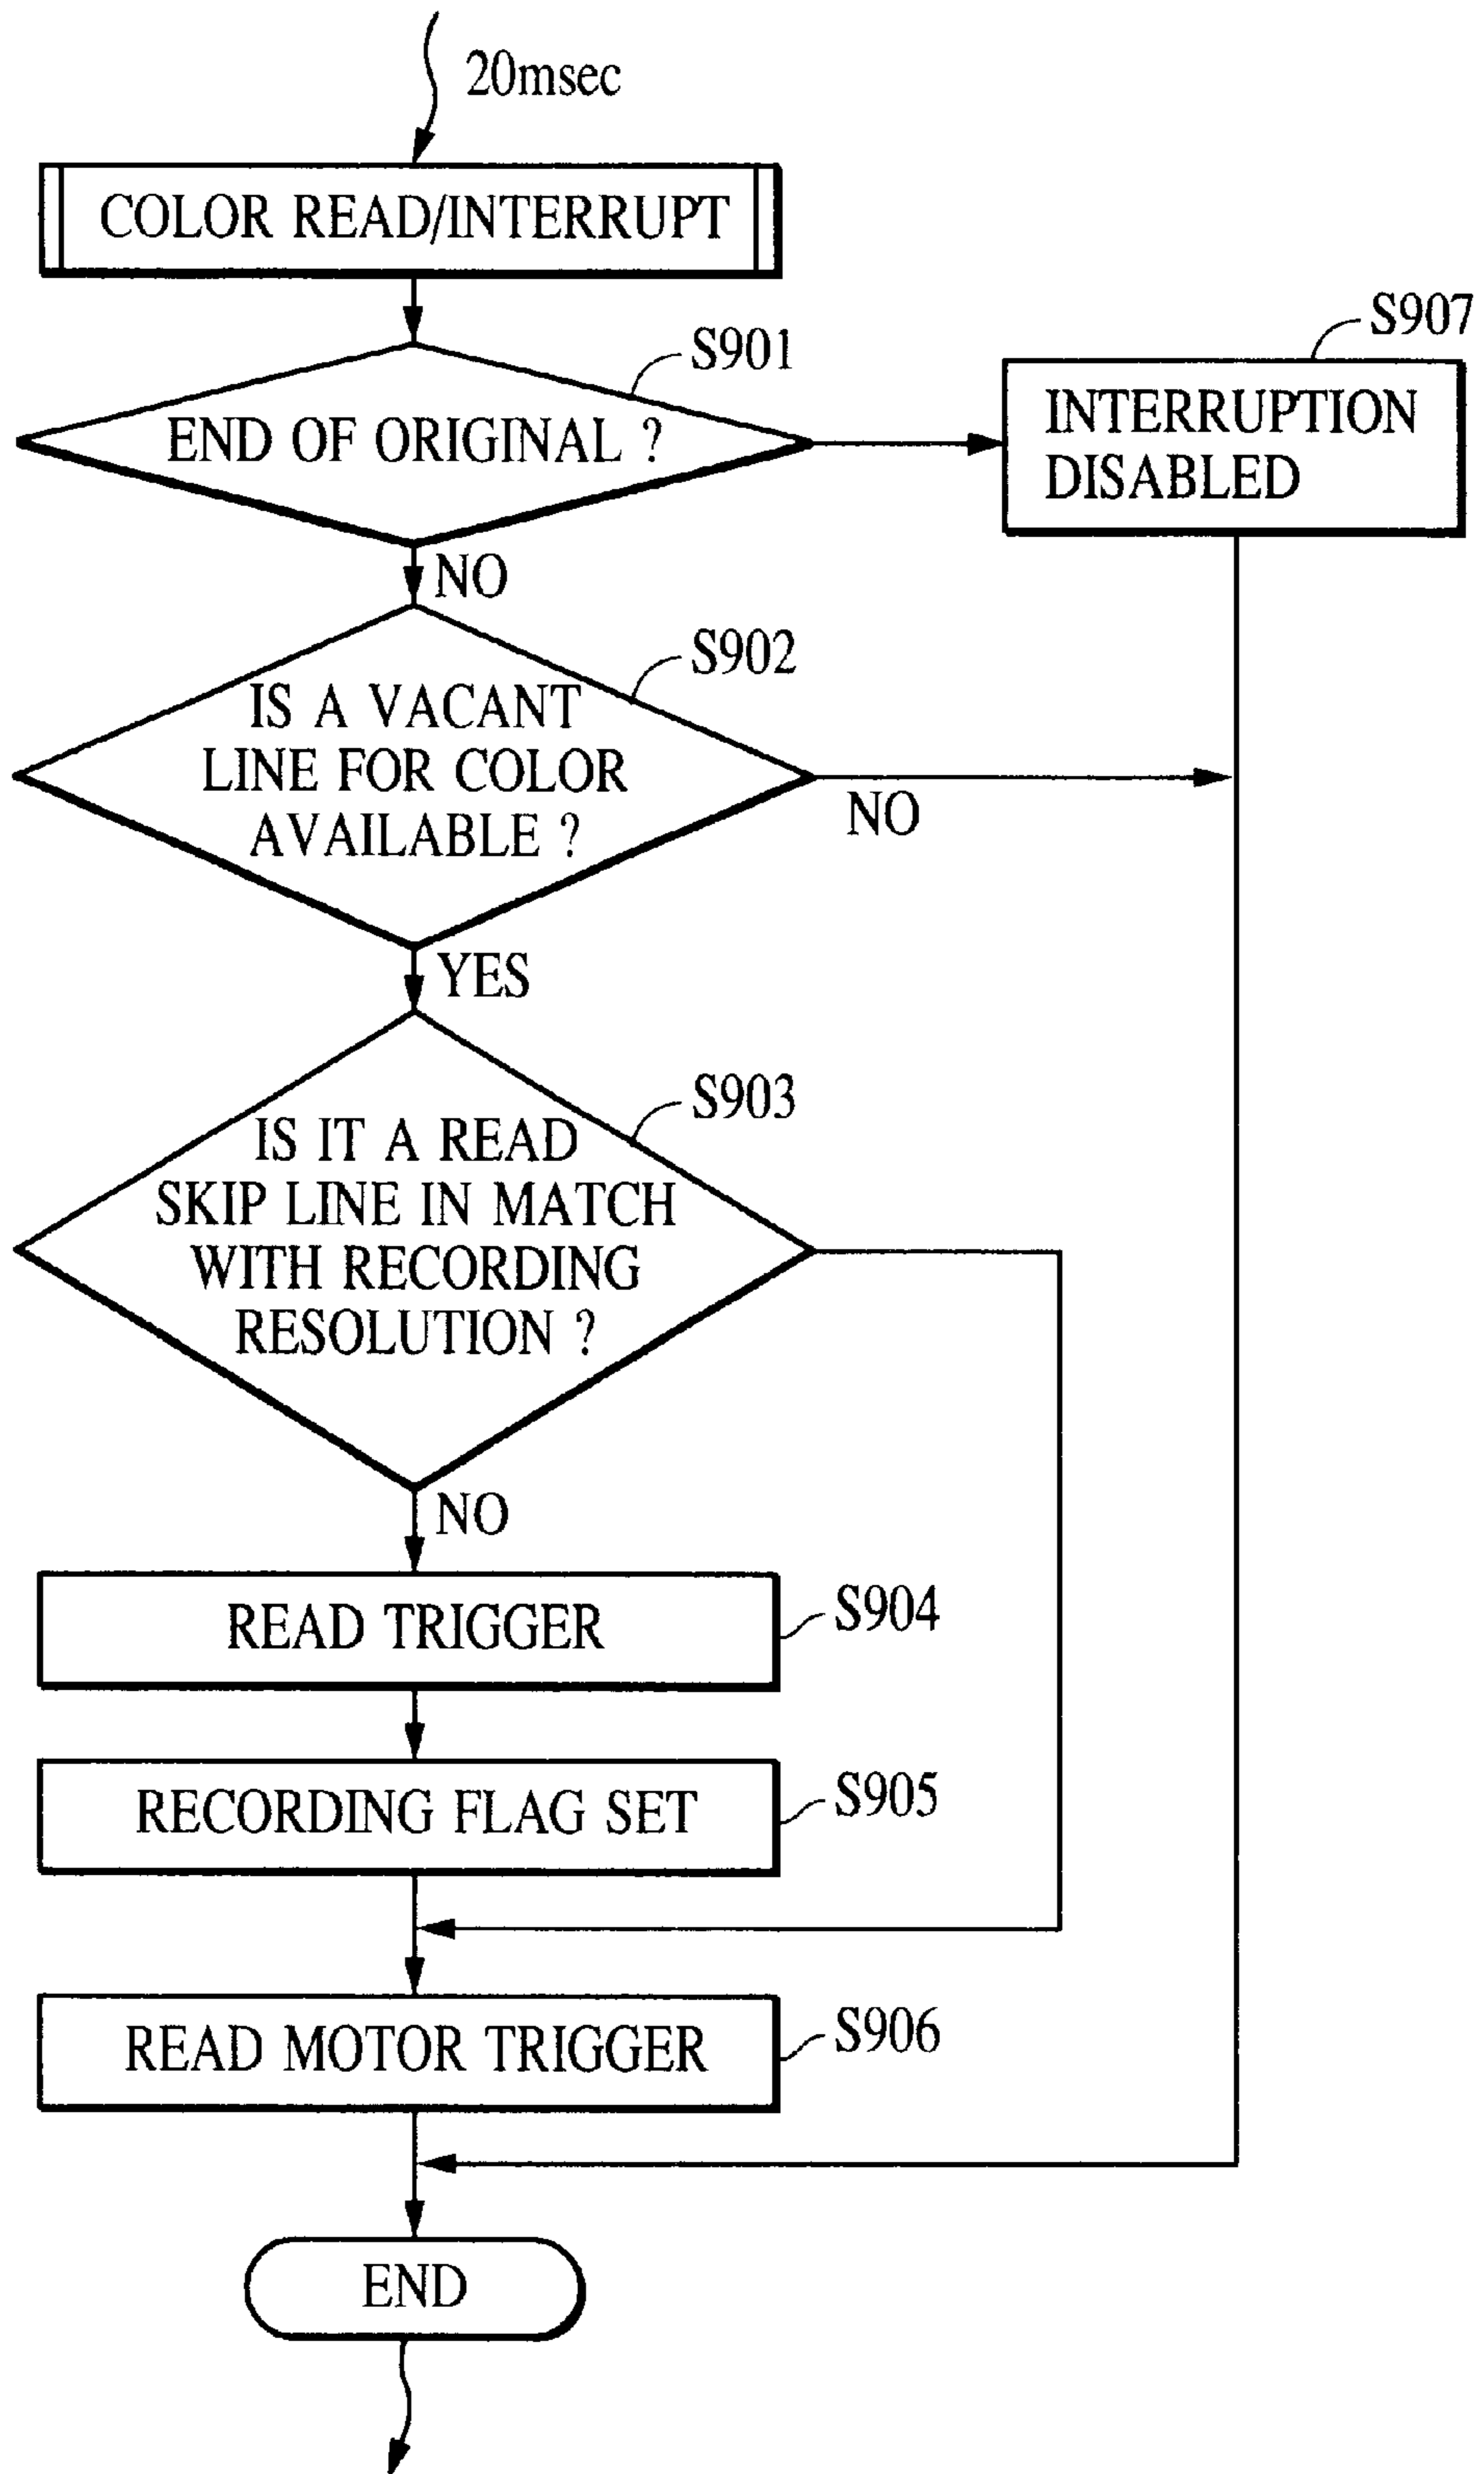 20msec
COLOR READ/INTERRUPT
S901
END OF ORIGINAL ?
S907
INTERRUPTION
DISABLED
NO
S902
IS A VACANT
LINE FOR COLOR
AVAILABLE ?
NO
YES
S903
IS IT A READ
SKIP LINE IN MATCH
WITH RECORDING
RESOLUTION ?
NO
READ TRIGGER
S904
RECORDING FLAG SET
S905
READ MOTOR TRIGGER
S906
END